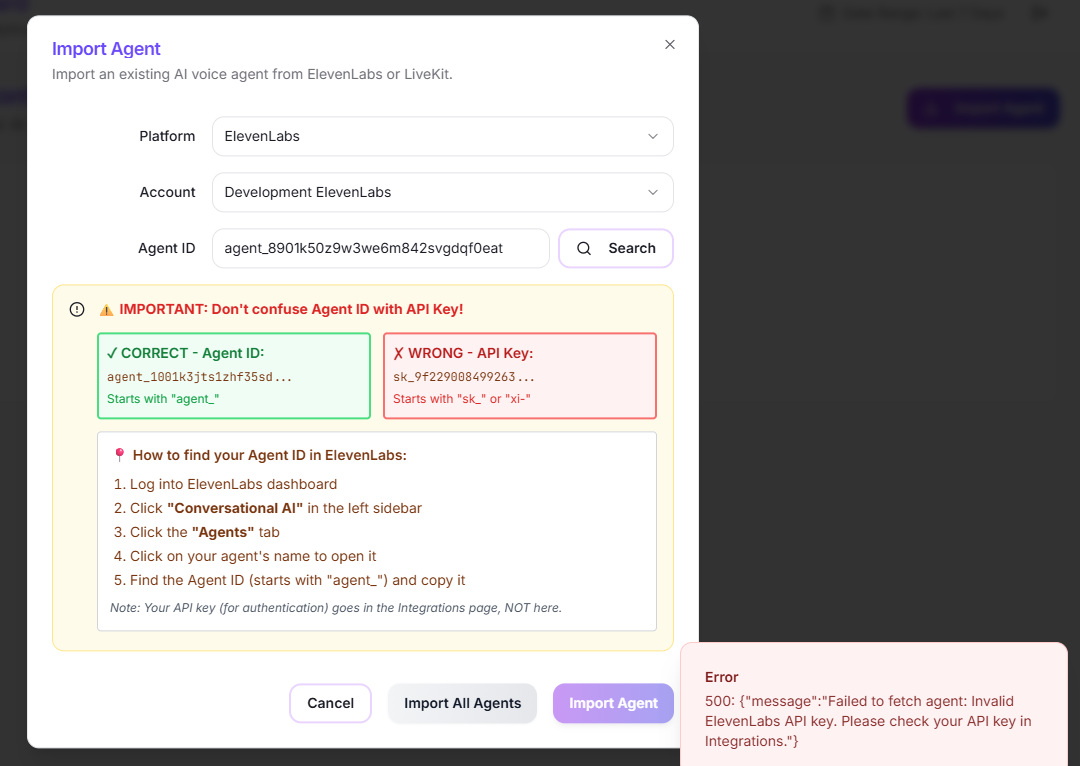 Import Agent
Import an existing AI voice agent from ElevenLabs or LiveKit.
Platform
ElevenLabs
Account
Development ElevenLabs
Agent ID
agent_8901k50z9w3we6m842svgdqf0eat
Search
⚠️ IMPORTANT: Don't confuse Agent ID with API Key!
✓ CORRECT - Agent ID:
agent_1001k3jts1zhf35sd...
Starts with "agent_"
✗ WRONG - API Key:
sk_9f229008499263...
Starts with "sk_" or "xi-"
📍 How to find your Agent ID in ElevenLabs:
1. Log into ElevenLabs dashboard
2. Click "Conversational AI" in the left sidebar
3. Click the "Agents" tab
4. Click on your agent's name to open it
5. Find the Agent ID (starts with "agent_") and copy it
Note: Your API key (for authentication) goes in the Integrations page, NOT here.
Cancel
Import All Agents
Import Agent
Error
500: {"message":"Failed to fetch agent: Invalid
ElevenLabs API key. Please check your API key in
Integrations."}